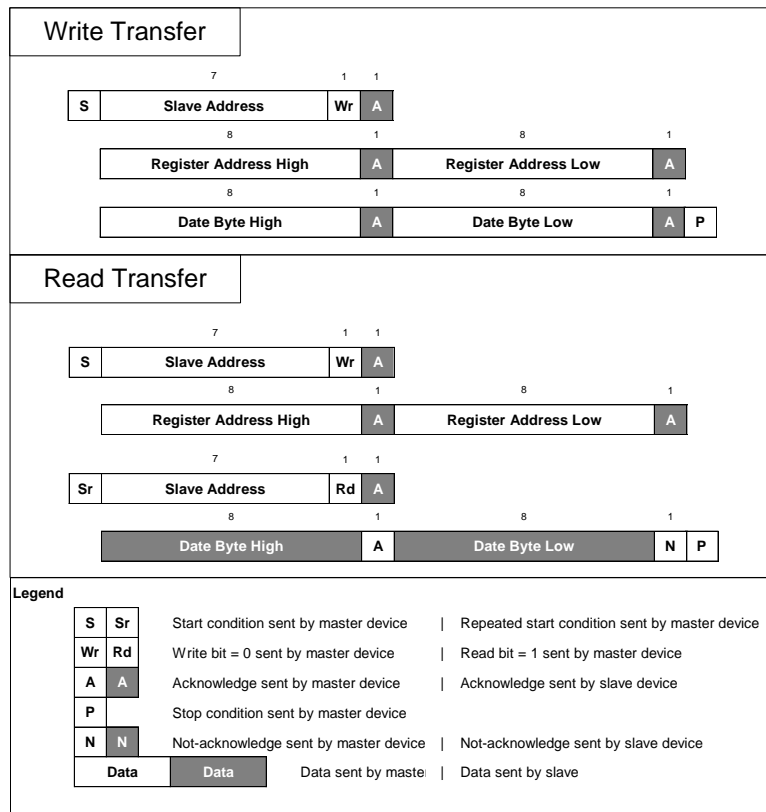 Write Transfer
7 1 1
S Slave Address Wr A
8 1 8 1
Register Address High A Register Address Low A
8 1 8 1
Date Byte High A Date Byte Low A P
Read Transfer
7 1 1
S Slave Address Wr A
8 1 8 1
Register Address High A Register Address Low A
7 1 1
Sr Slave Address Rd A
8 1 8 1
Date Byte High A Date Byte Low N P
Legend
S Sr Start condition sent by master device | Repeated start condition sent by master device
Wr Rd Write bit = 0 sent by master device | Read bit = 1 sent by master device
A A Acknowledge sent by master device | Acknowledge sent by slave device
P Stop condition sent by master device
N N Not-acknowledge sent by master device | Not-acknowledge sent by slave device
Data Data Data sent by maste | Data sent by slave